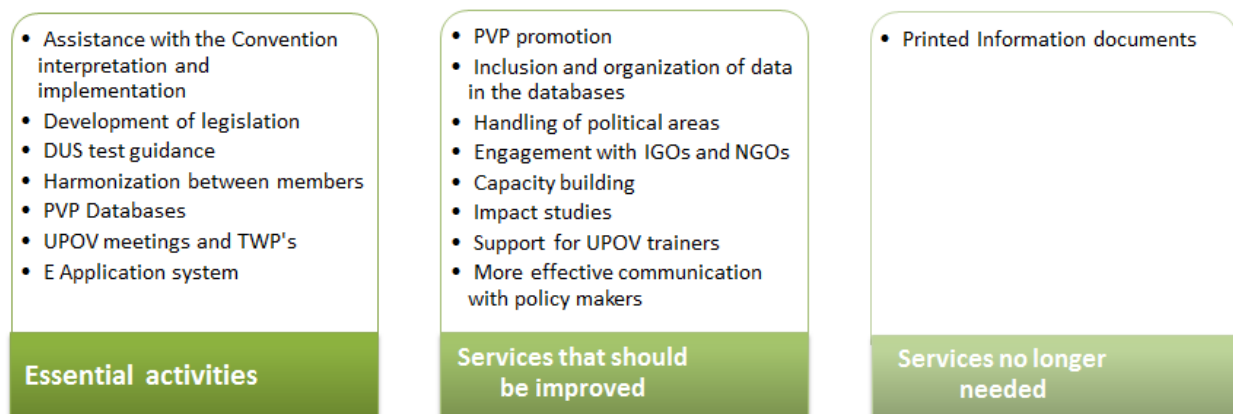 • Assistance with the Convention
interpretation and
implementation
• Development of legislation
• DUS test guidance
• Harmonization between members
• PVP Databases
• UPOV meetings and TWP's
• E Application system
Essential activities
• PVP promotion
• Inclusion and organization of data
in the databases
• Handling of political areas
• Engagement with IGOs and NGOs
• Capacity building
• Impact studies
• Support for UPOV trainers
• More effective communication
with policy makers
Services that should
be improved
• Printed Information documents
Services no longer
needed